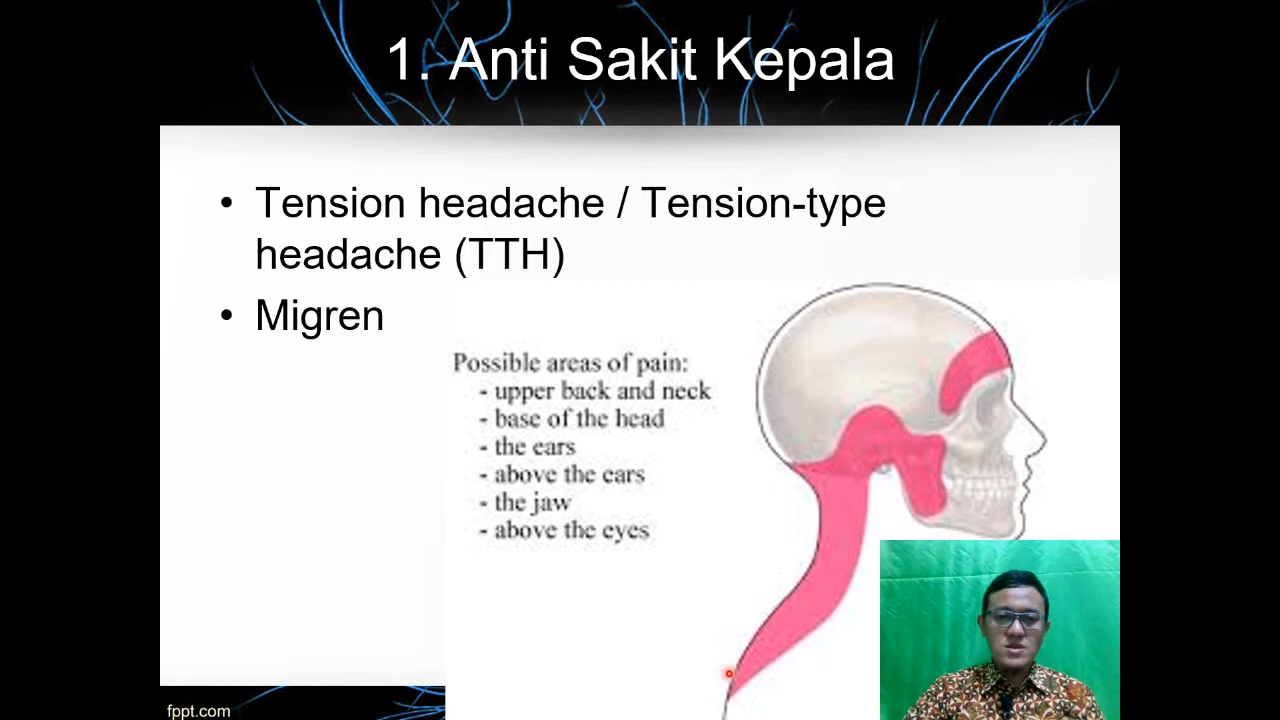 1. Anti Sakit Kepala
• Tension headache / Tension-type
headache (TTH)
• Migren
Possible areas of pain:
- upper back and neck
- base of the head
- the ears
- above the ears
- the jaw
- above the eyes
fppt.com